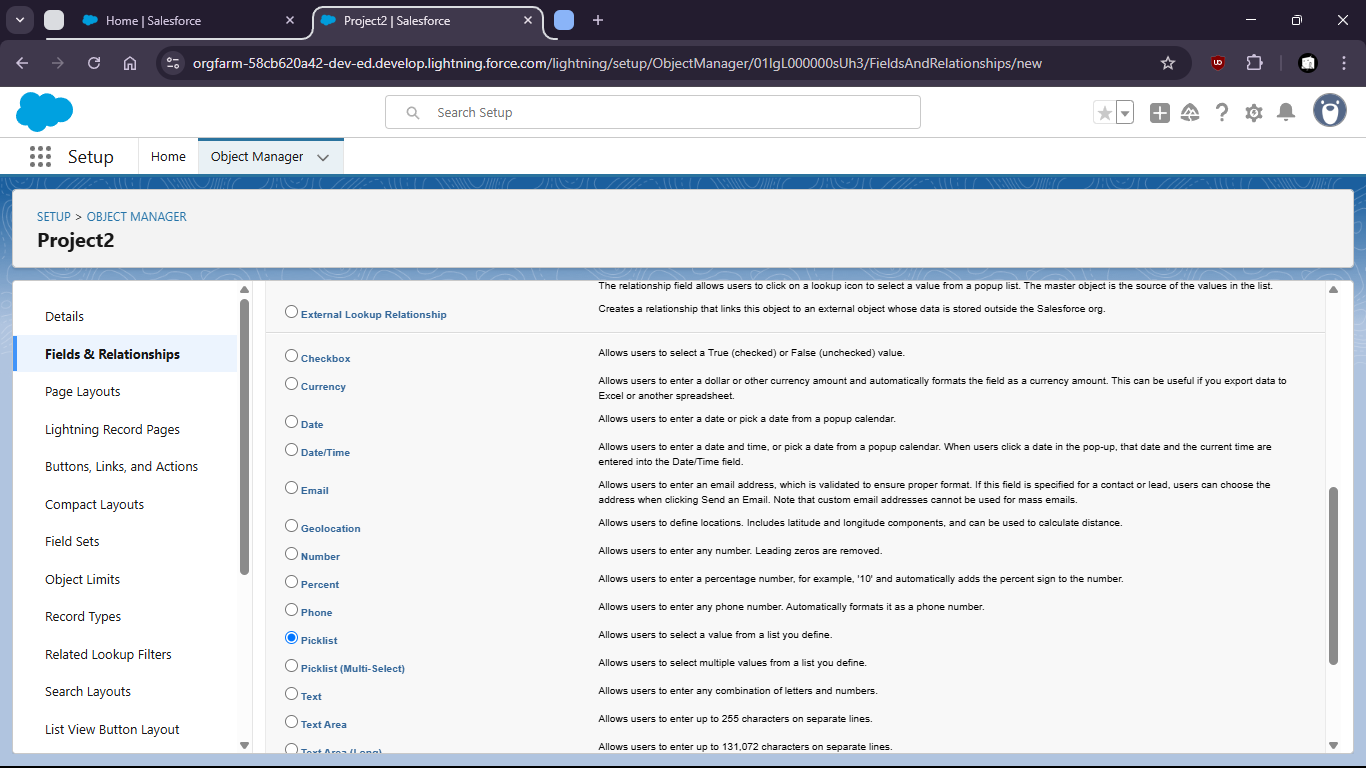 Home | Salesforce
Project2 | Salesforce
orgfarm-58cb620a42-dev-ed.develop.lightning.force.com/lightning/setup/ObjectManager/01IgL000000sUh3/FieldsAndRelationships/new
Search Setup
Setup
Home
Object Manager
SETUP > OBJECT MANAGER
Project2
Details
Fields & Relationships
Page Layouts
Lightning Record Pages
Buttons, Links, and Actions
Compact Layouts
Field Sets
Object Limits
Record Types
Related Lookup Filters
Search Layouts
List View Button Layout
The relationship field allows users to click on a lookup icon to select a value from a popup list. The master object is the source of the values in the list.
External Lookup Relationship
Creates a relationship that links this object to an external object whose data is stored outside the Salesforce org.
Checkbox
Allows users to select a True (checked) or False (unchecked) value.
Currency
Allows users to enter a dollar or other currency amount and automatically formats the field as a currency amount. This can be useful if you export data to
Excel or another spreadsheet.
Date
Allows users to enter a date or pick a date from a popup calendar.
Date/Time
Allows users to enter a date and time, or pick a date from a popup calendar. When users click a date in the pop-up, that date and the current time are
entered into the Date/Time field.
Email
Allows users to enter an email address, which is validated to ensure proper format. If this field is specified for a contact or lead, users can choose the
address when clicking Send an Email. Note that custom email addresses cannot be used for mass emails.
Geolocation
Allows users to define locations. Includes latitude and longitude components, and can be used to calculate distance.
Number
Allows users to enter any number. Leading zeros are removed.
Percent
Allows users to enter a percentage number, for example, '10' and automatically adds the percent sign to the number.
Phone
Allows users to enter any phone number. Automatically formats it as a phone number.
Picklist
Allows users to select a value from a list you define.
Picklist (Multi-Select)
Allows users to select multiple values from a list you define.
Text
Allows users to enter any combination of letters and numbers.
Text Area
Allows users to enter up to 255 characters on separate lines.
Text Area (Long)
Allows users to enter up to 131,072 characters on separate lines.